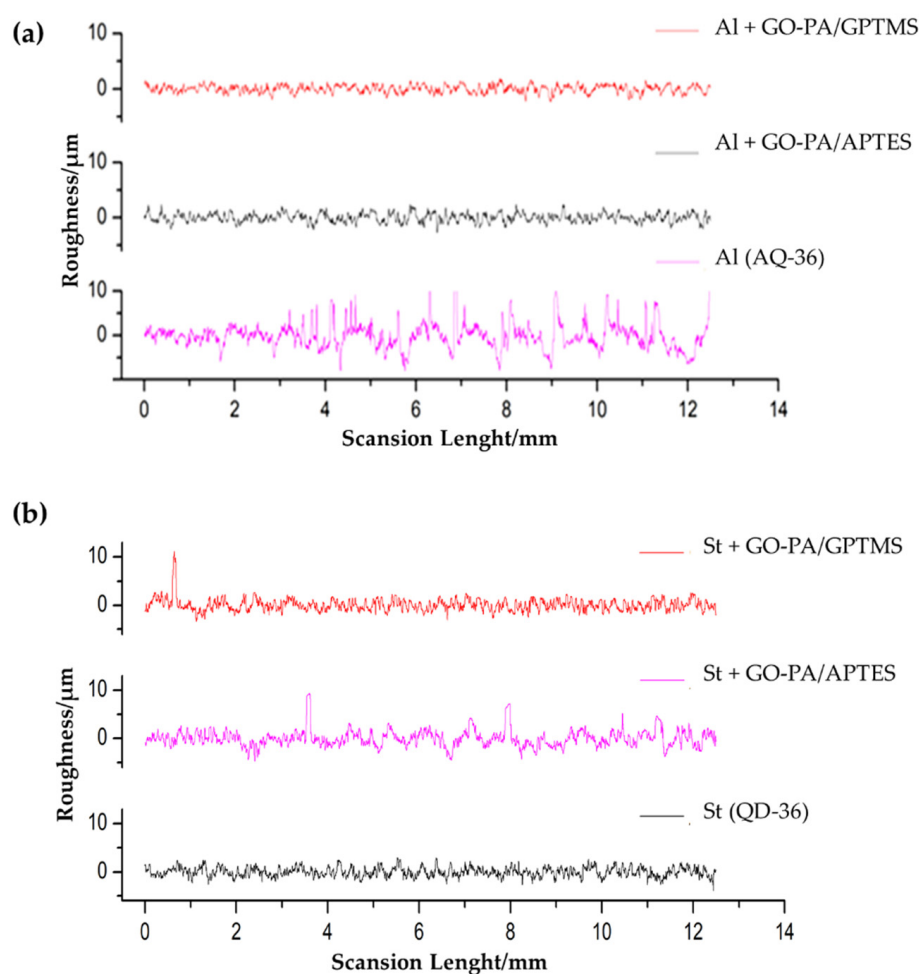 (a)
10
0
Al + GO-PA/GPTMS
10
0
Al + GO-PA/APTES
10
0
Al (AQ-36)
Roughness/μm
0 2 4 6 8 10 12 14
Scansion Lenght/mm
(b)
10
0
St + GO-PA/GPTMS
10
0
St + GO-PA/APTES
10
0
St (QD-36)
Roughness/μm
0 2 4 6 8 10 12 14
Scansion Lenght/mm